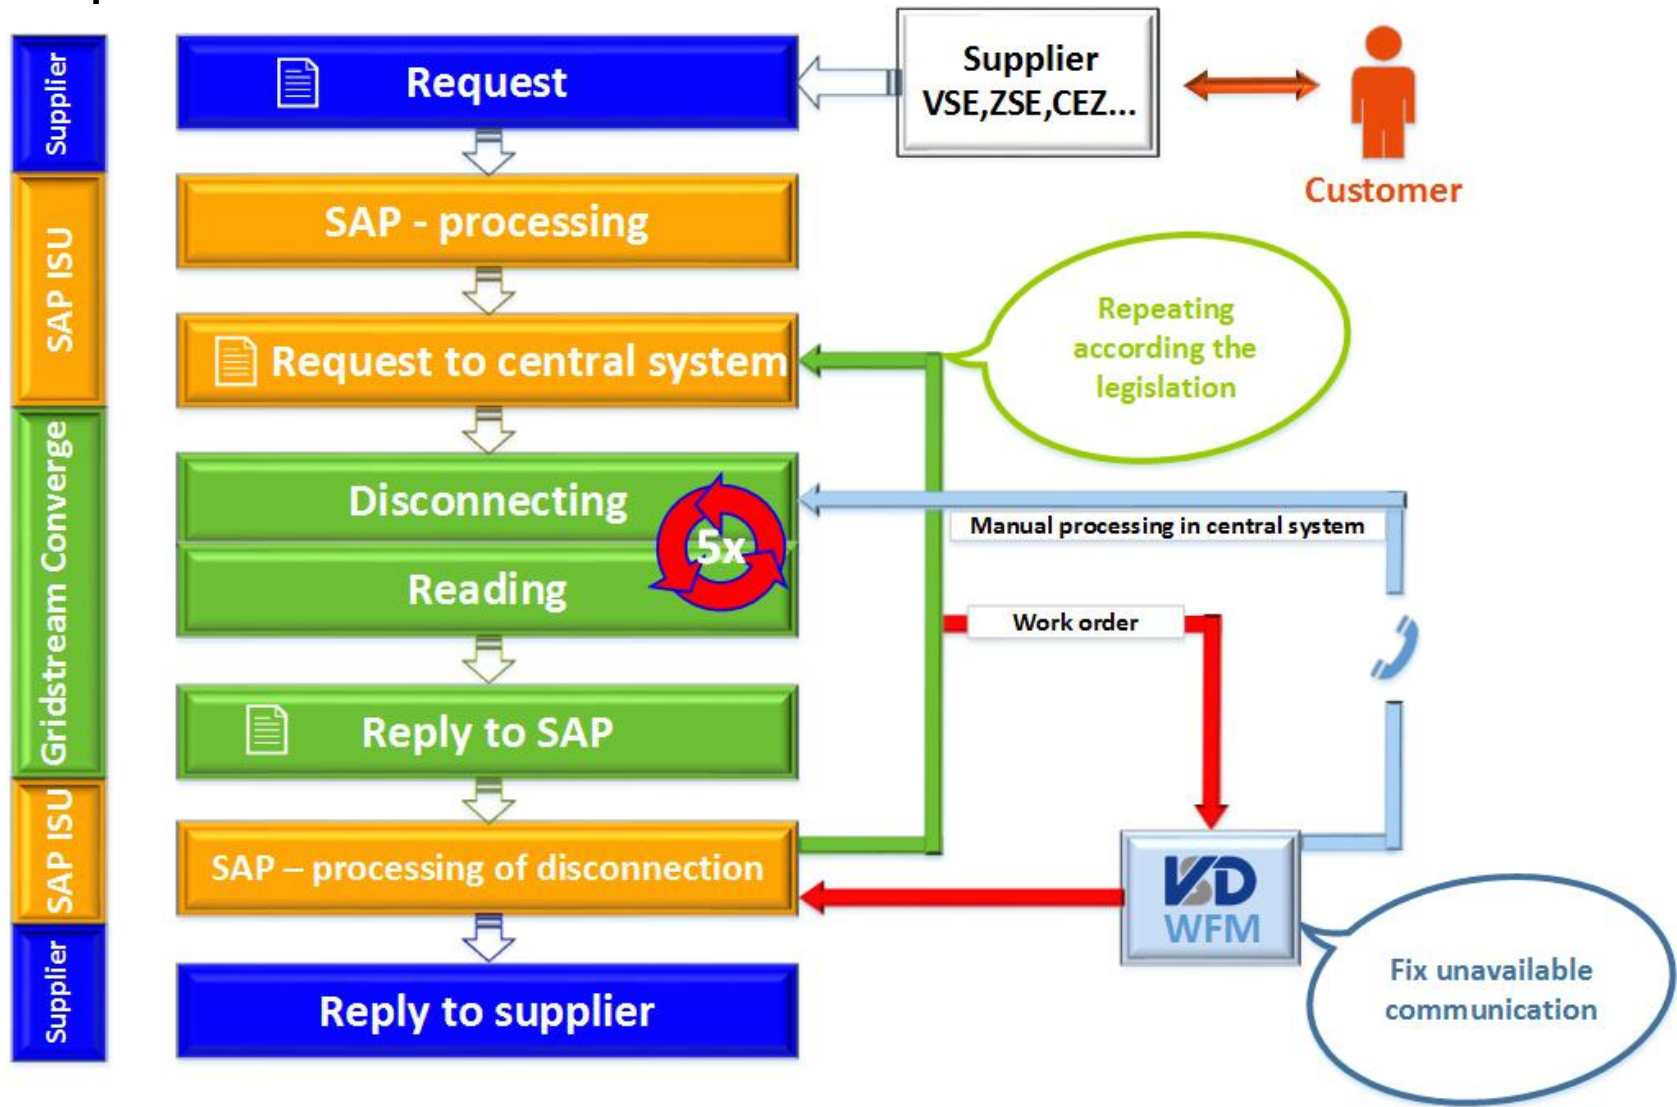 Supplier
SAP ISU
Gridstream Converge
SAP ISU
Supplier
Request
SAP - processing
Request to central system
Disconnecting
5x
Reading
Reply to SAP
SAP – processing of disconnection
Reply to supplier
Supplier
VSE,ZSE,CEZ...
Customer
Repeating
according the
legislation
Manual processing in central system
Work order
VSD
WFM
Fix unavailable
communication